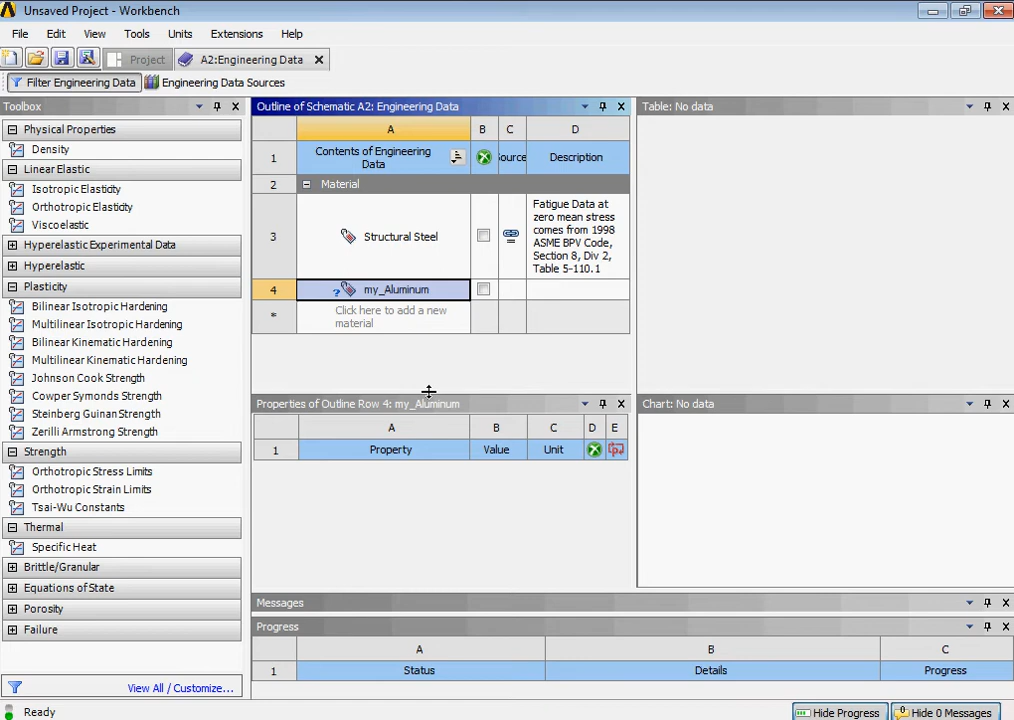 Unsaved Project - Workbench
File Edit View Tools Units Extensions Help
Project A2:Engineering Data
Filter Engineering Data Engineering Data Sources
Toolbox
Physical Properties
Density
Linear Elastic
Isotropic Elasticity
Orthotropic Elasticity
Viscoelastic
Hyperelastic Experimental Data
Hyperelastic
Plasticity
Bilinear Isotropic Hardening
Multilinear Isotropic Hardening
Bilinear Kinematic Hardening
Multilinear Kinematic Hardening
Johnson Cook Strength
Cowper Symonds Strength
Steinberg Guinan Strength
Zerilli Armstrong Strength
Strength
Orthotropic Stress Limits
Orthotropic Strain Limits
Tsai-Wu Constants
Thermal
Specific Heat
Brittle/Granular
Equations of State
Porosity
Failure
View All / Customize...
Outline of Schematic A2: Engineering Data
A B C D
1 Contents of Engineering
Data ource Description
2 Material
3 Structural Steel
Fatigue Data at
zero mean stress
comes from 1998
ASME BPV Code,
Section 8, Div 2,
Table 5-110.1
4 ? my_Aluminum
* Click here to add a new
material
Properties of Outline Row 4: my_Aluminum
A B C D E
1 Property Value Unit
Table: No data
Chart: No data
Messages
Progress
A B C
1 Status Details Progress
Ready
Hide Progress Hide 0 Messages